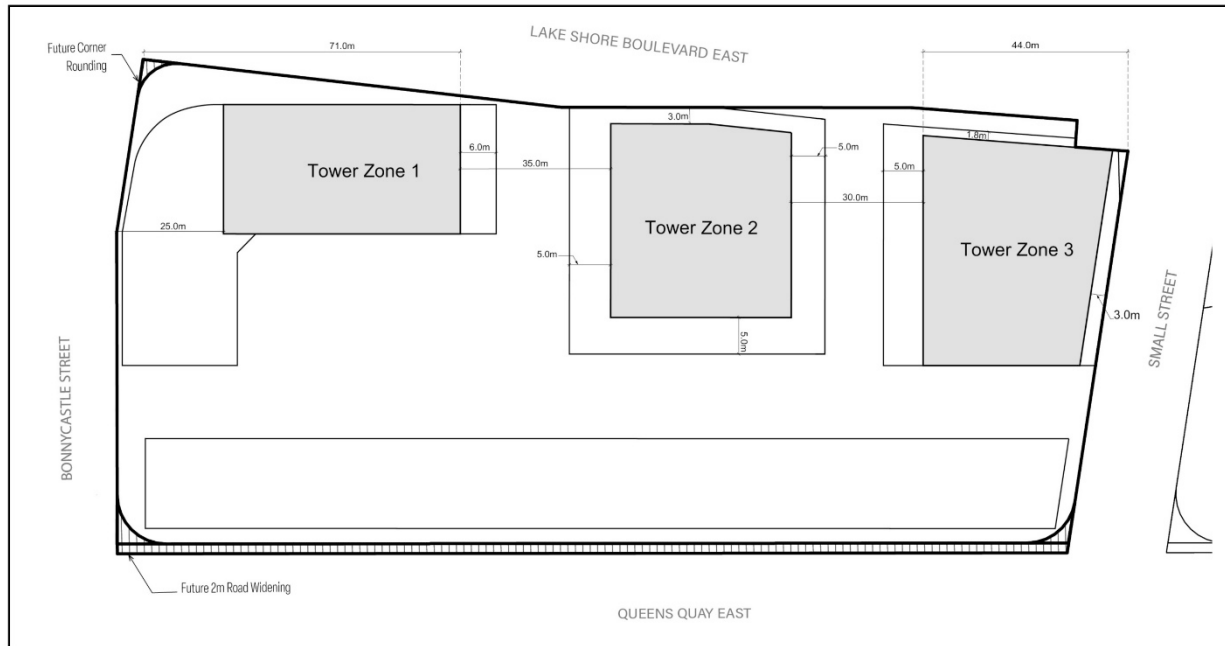 LAKE SHORE BOULEVARD EAST
71.0m
44.0m
Future Corner
Rounding
3.0m
1.8m
6.0m
5.0m
35.0m
5.0m
Tower Zone 1
30.0m
25.0m
Tower Zone 2
Tower Zone 3
5.0m
3.0m
5.0m
SMALL STREET
BONNYCASTLE STREET
Future 2m Road Widening
QUEENS QUAY EAST